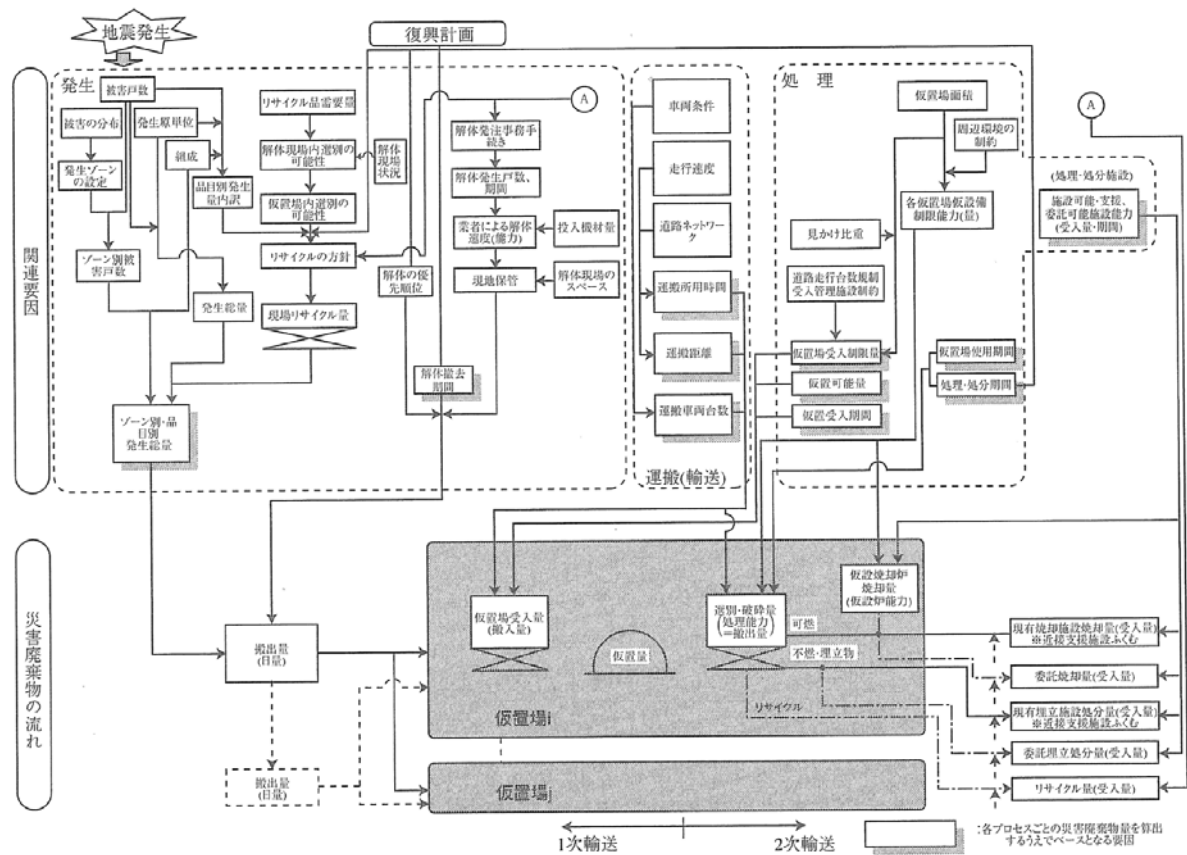 地震発生
復興計画
関連要因
発生
被害戸数
被害の分布
発生原単位
組成
発生ゾーン
の設定
品目別発生
量内訳
ゾーン別被
害戸数
発生総量
ゾーン別・品
目別
発生総量
リサイクル品需要量
解体現場内選別の
可能性
解体
現場
状況
仮置場内選別の
可能性
リサイクルの方針
現場リサイクル量
A
解体発注事務手
続き
解体発生戸数、
期間
業者による解体
速度(能力)
投入機材量
現地保管
解体現場の
スペース
解体の優
先順位
解体撤去
期間
車両条件
走行速度
道路ネットワー
ク
運搬所用時間
運搬距離
運搬車両台数
運搬(輸送)
処理
仮置場面積
周辺環境の
制約
各仮置場仮設備
制限能力(量)
見かけ比重
道路走行台数規制
受入管理施設制約
仮置場受入制限量
仮置可能量
仮置受入期間
仮置場使用期間
処理・処分期間
A
(処理・処分施設)
施設可能・支援、
委託可能施設能力
(受入量・期間)
災害廃棄物の流れ
搬出量
(日量)
搬出量
(日量)
仮置場受入量
(搬入量)
仮置量
選別・破砕量
(処理能力)
=搬出量
仮設焼却炉
焼却量
(仮設炉能力)
可燃
不燃・埋立物
リサイクル
仮置場i
仮置場j
現有焼却施設焼却量(受入量)
※近接支援施設ふくむ
委託焼却量(受入量)
現有埋立施設処分量(受入量)
※近接支援施設ふくむ
委託埋立処分量(受入量)
リサイクル量(受入量)
1次輸送
2次輸送
:各プロセスごとの災害廃棄物量を算出
するうえでベースとなる要因